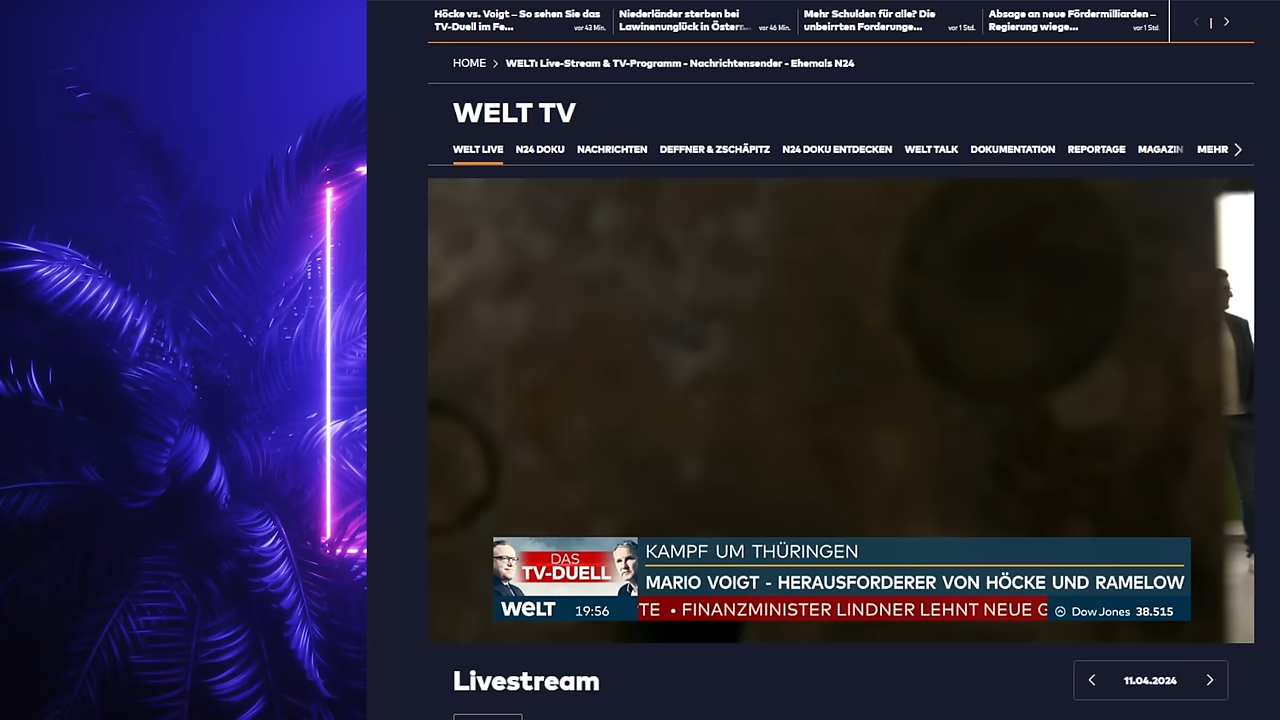 Höcke vs. Voigt – So sehen Sie das
TV-Duell im Fe... vor 43 Min.
Niederländer sterben bei
Lawinenunglück in Österr... vor 46 Min.
Mehr Schulden für alle? Die
unbeirrten Forderunge... vor 1 Std.
Absage an neue Fördermilliarden –
Regierung wiege... vor 1 Std.
HOME > WELT: Live-Stream & TV-Programm - Nachrichtensender - Ehemals N24
WELT TV
WELT LIVE N24 DOKU NACHRICHTEN DEFFNER & ZSCHÄPITZ N24 DOKU ENTDECKEN WELT TALK DOKUMENTATION REPORTAGE MAGAZIN MEHR
DAS
TV-DUELL
KAMPF UM THÜRINGEN
MARIO VOIGT - HERAUSFORDERER VON HÖCKE UND RAMELOW
WELT 19:56 TE • FINANZMINISTER LINDNER LEHNT NEUE G Dow Jones 38.515
Livestream
11.04.2024